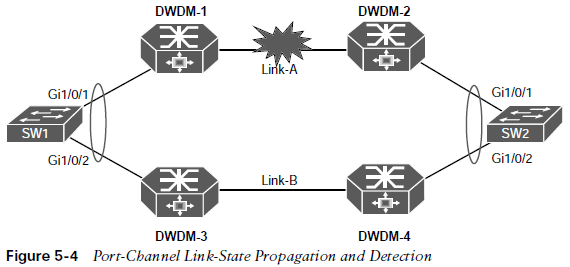 DWDM-1
DWDM-2
Link-A
Gi1/0/1
Gi1/0/1
SW1
SW2
Gi1/0/2
Gi1/0/2
Link-B
DWDM-3
DWDM-4
Figure 5-4 Port-Channel Link-State Propagation and Detection